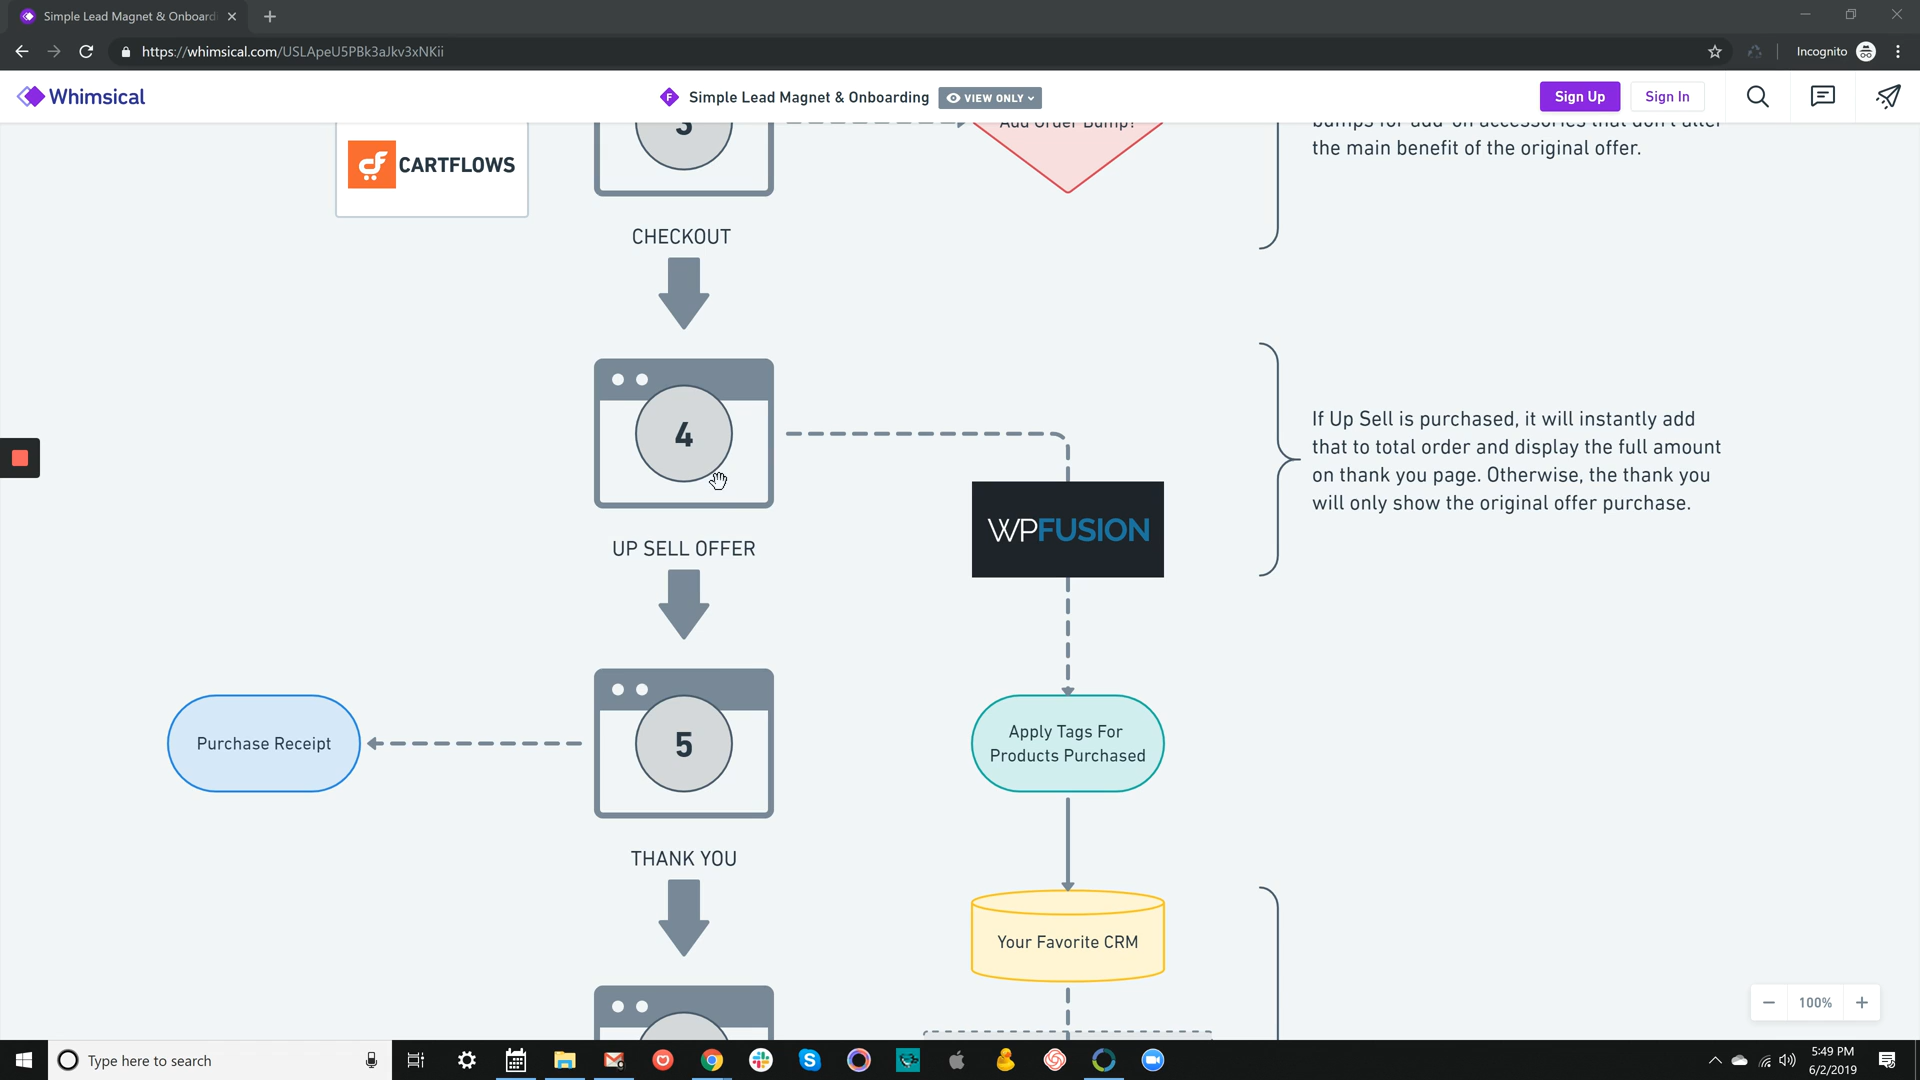 Simple Lead Magnet & Onboardi
https://whimsical.com/USLApeU5PBk3aJkv3xNKii
Incognito
Whimsical
Simple Lead Magnet & Onboarding
VIEW ONLY
Sign Up
Sign In
3
Add Order Bump?
bumps for add-on accessories that don't alter
the main benefit of the original offer.
CARTFLOWS
CHECKOUT
4
If Up Sell is purchased, it will instantly add
that to total order and display the full amount
on thank you page. Otherwise, the thank you
will only show the original offer purchase.
WPFUSION
UP SELL OFFER
Purchase Receipt
5
Apply Tags For
Products Purchased
THANK YOU
Your Favorite CRM
100%
Type here to search
5:49 PM
6/2/2019